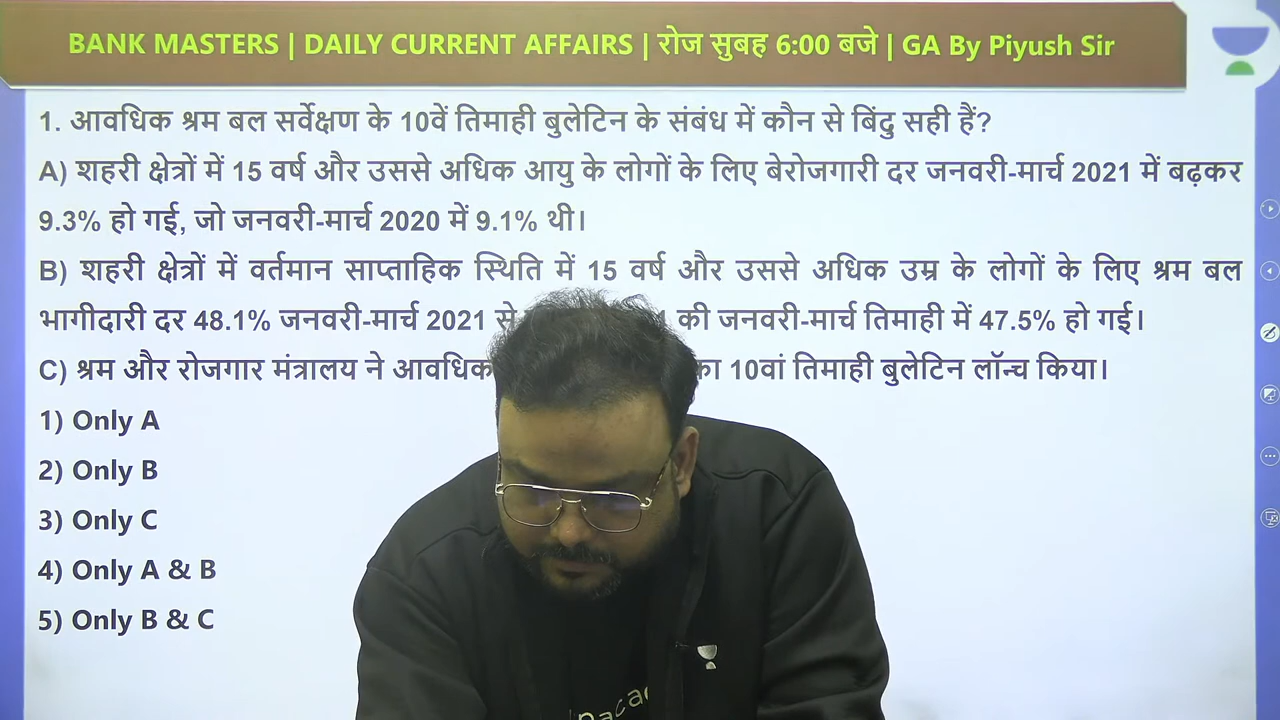 BANK MASTERS | DAILY CURRENT AFFAIRS | रोज सुबह 6:00 बजे | GA By Piyush Sir
1. आवधिक श्रम बल सर्वेक्षण के 10वें तिमाही बुलेटिन के संबंध में कौन से बिंदु सही हैं?
A) शहरी क्षेत्रों में 15 वर्ष और उससे अधिक आयु के लोगों के लिए बेरोजगारी दर जनवरी-मार्च 2021 में बढ़कर
9.3% हो गई, जो जनवरी-मार्च 2020 में 9.1% थी।
B) शहरी क्षेत्रों में वर्तमान साप्ताहिक स्थिति में 15 वर्ष और उससे अधिक उम्र के लोगों के लिए श्रम बल
भागीदारी दर 48.1% जनवरी-मार्च 2021 से की जनवरी-मार्च तिमाही में 47.5% हो गई।
C) श्रम और रोजगार मंत्रालय ने आवधिक का 10वां तिमाही बुलेटिन लॉन्च किया।
1) Only A
2) Only B
3) Only C
4) Only A & B
5) Only B & C